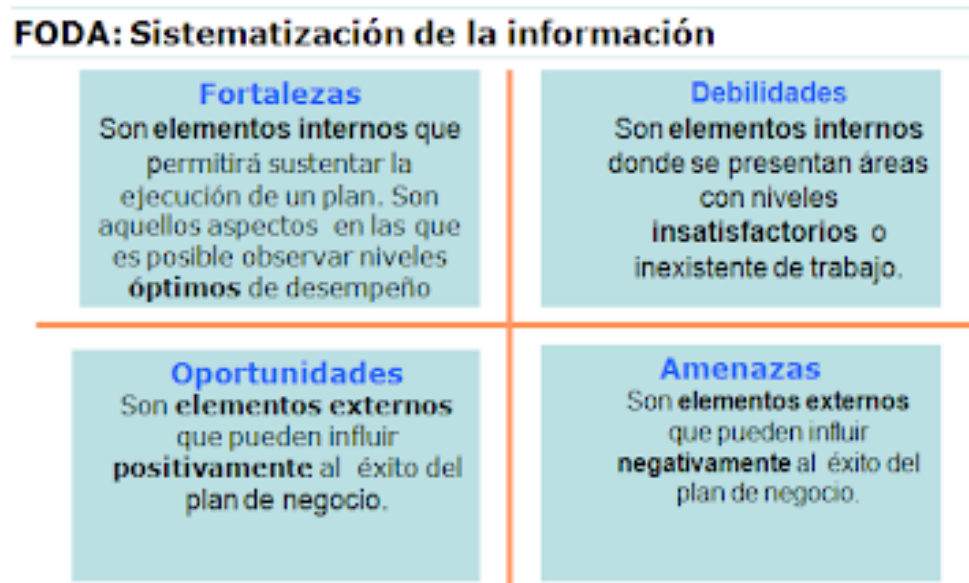 FODA: Sistematización de la información
Fortalezas
Son elementos internos que
permitirá sustentar la
ejecución de un plan. Son
aquellos aspectos en las que
es posible observar niveles
óptimos de desempeño
Debilidades
Son elementos internos
donde se presentan áreas
con niveles
insatisfactorios o
inexistente de trabajo.
Oportunidades
Son elementos externos
que pueden influir
positivamente al éxito del
plan de negocio.
Amenazas
Son elementos externos
que pueden influir
negativamente al éxito del
plan de negocio.